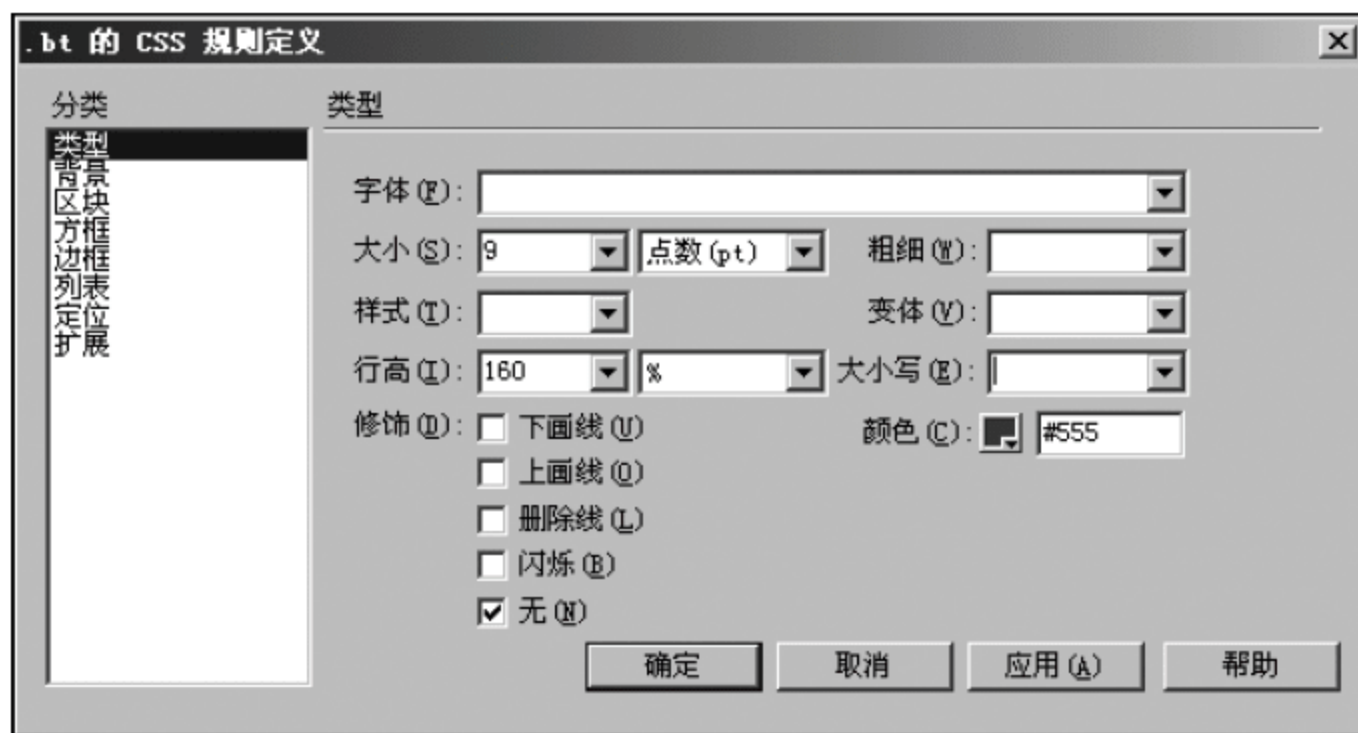 .bt 的 CSS 规则定义
分类
类型
背景
区块
方框
边框
列表
定位
扩展
类型
字体(F):
大小(S): 9 点数(pt) 粗细(W):
样式(T): 变体(V):
行高(I): 160 % 大小写(E):
修饰(D): 下画线(U) 颜色(C): #555
上画线(O)
删除线(L)
闪烁(B)
无(N)
确定 取消 应用(A) 帮助